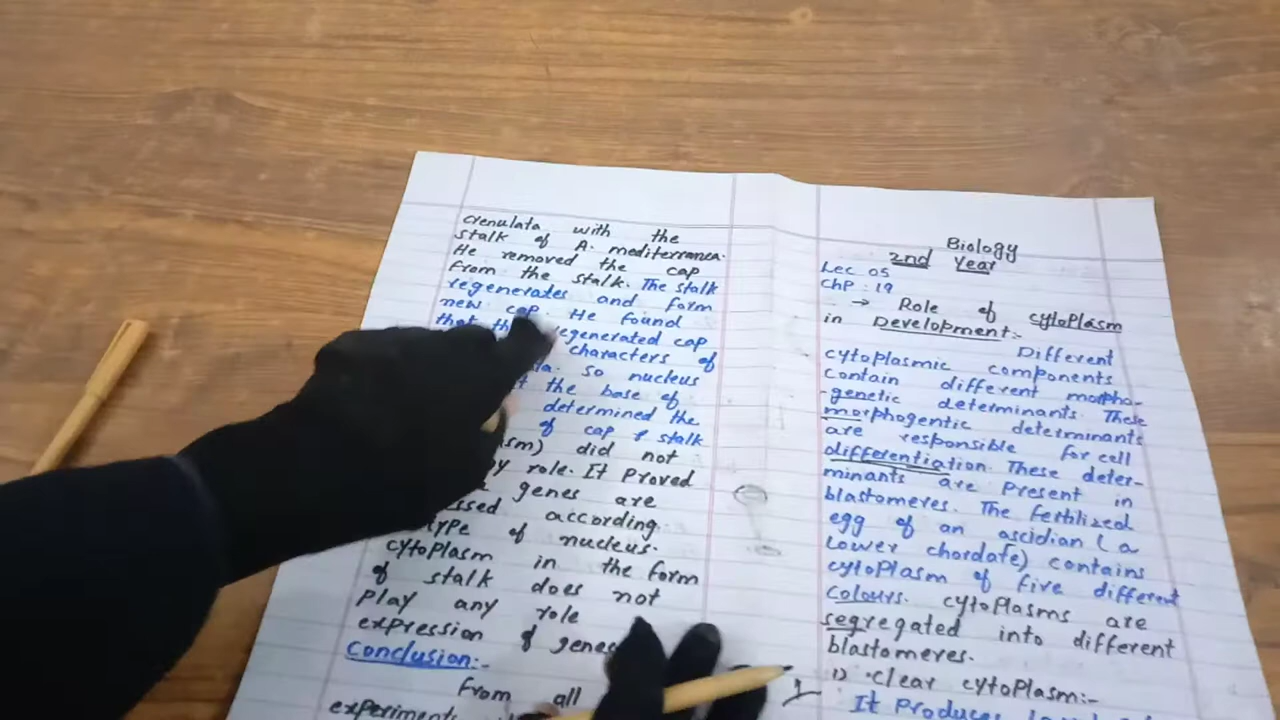 crenulata with the
stalk of A. mediterranea.
He removed the cap
from the stalk. The stalk
regenerates and form
new cap. He found
that regenerated cap
characters of
So nucleus
the base of
determined the
of cap & stalk
did not
role. It proved
genes are
according
type of nucleus.
cytoplasm in the form
of stalk does not
play any role
expression of
Conclusion:-
From all
experiments
Biology
2nd Year
Lec 05
Chp : 19
→ Role of cytoplasm
in Development:-
Different
cytoplasmic components
contain different morpho-
-genetic determinants. These
morphogentic determinants
are responsible for cell
differentiation. These deter-
minants are present in
blastomeres. The fertilized
egg of an ascidian (a
lower chordate) contains
cytoplasm of five different
colours. cytoplasms are
segregated into different
blastomeres.
1) clear cytoplasm:-
It Produces